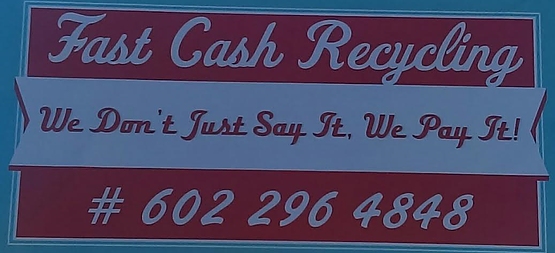 Fast Cash Recycling
We Don't Just Say It, We Pay It!
# 602 296 4848